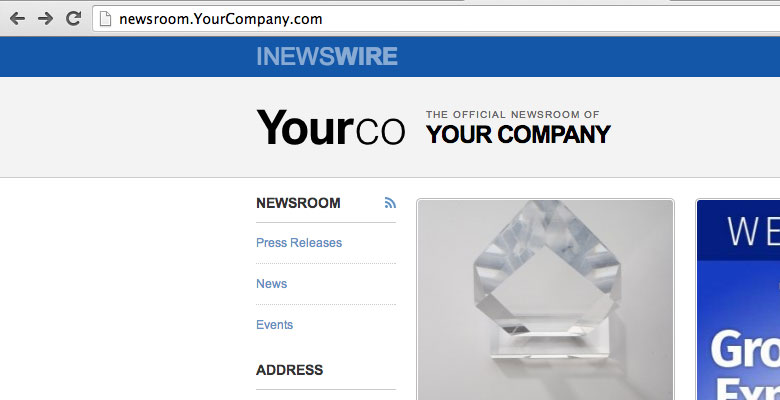 newsroom.YourCompany.com
INEWSWIRE
Yourco
THE OFFICIAL NEWSROOM OF
YOUR COMPANY
NEWSROOM
Press Releases
News
Events
ADDRESS
WE
Gro
Exp